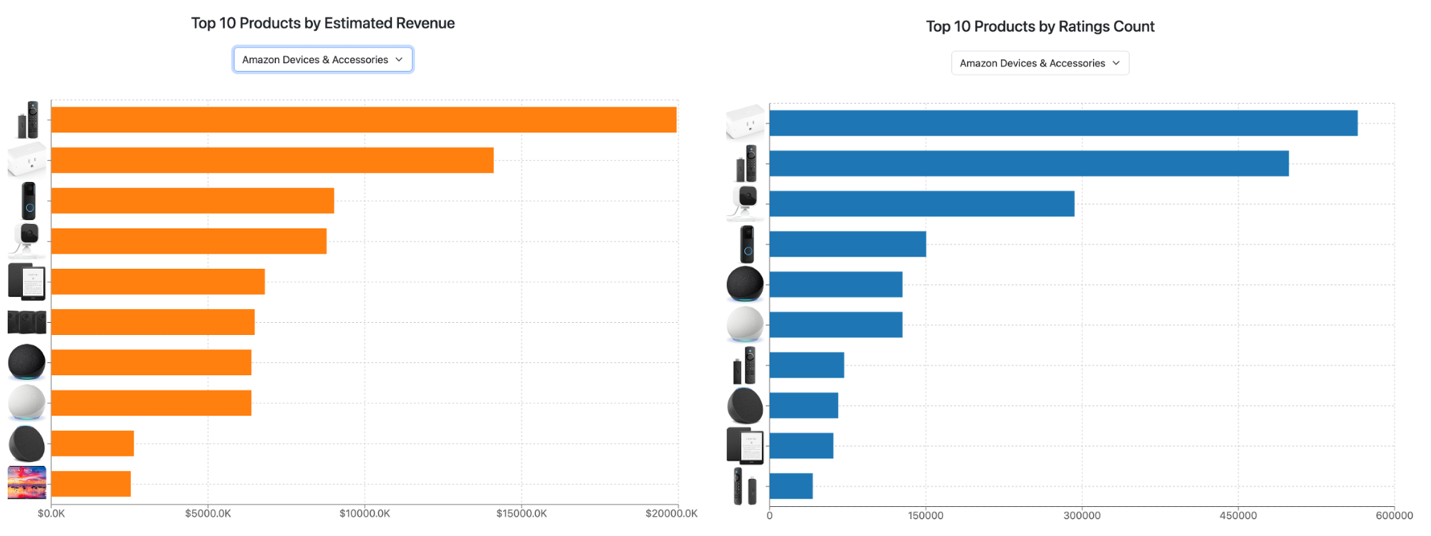 Top 10 Products by Estimated Revenue
Amazon Devices & Accessories
$0.0K
$5000.0K
$10000.0K
$15000.0K
$20000.0K
Top 10 Products by Ratings Count
Amazon Devices & Accessories
0
150000
300000
450000
600000